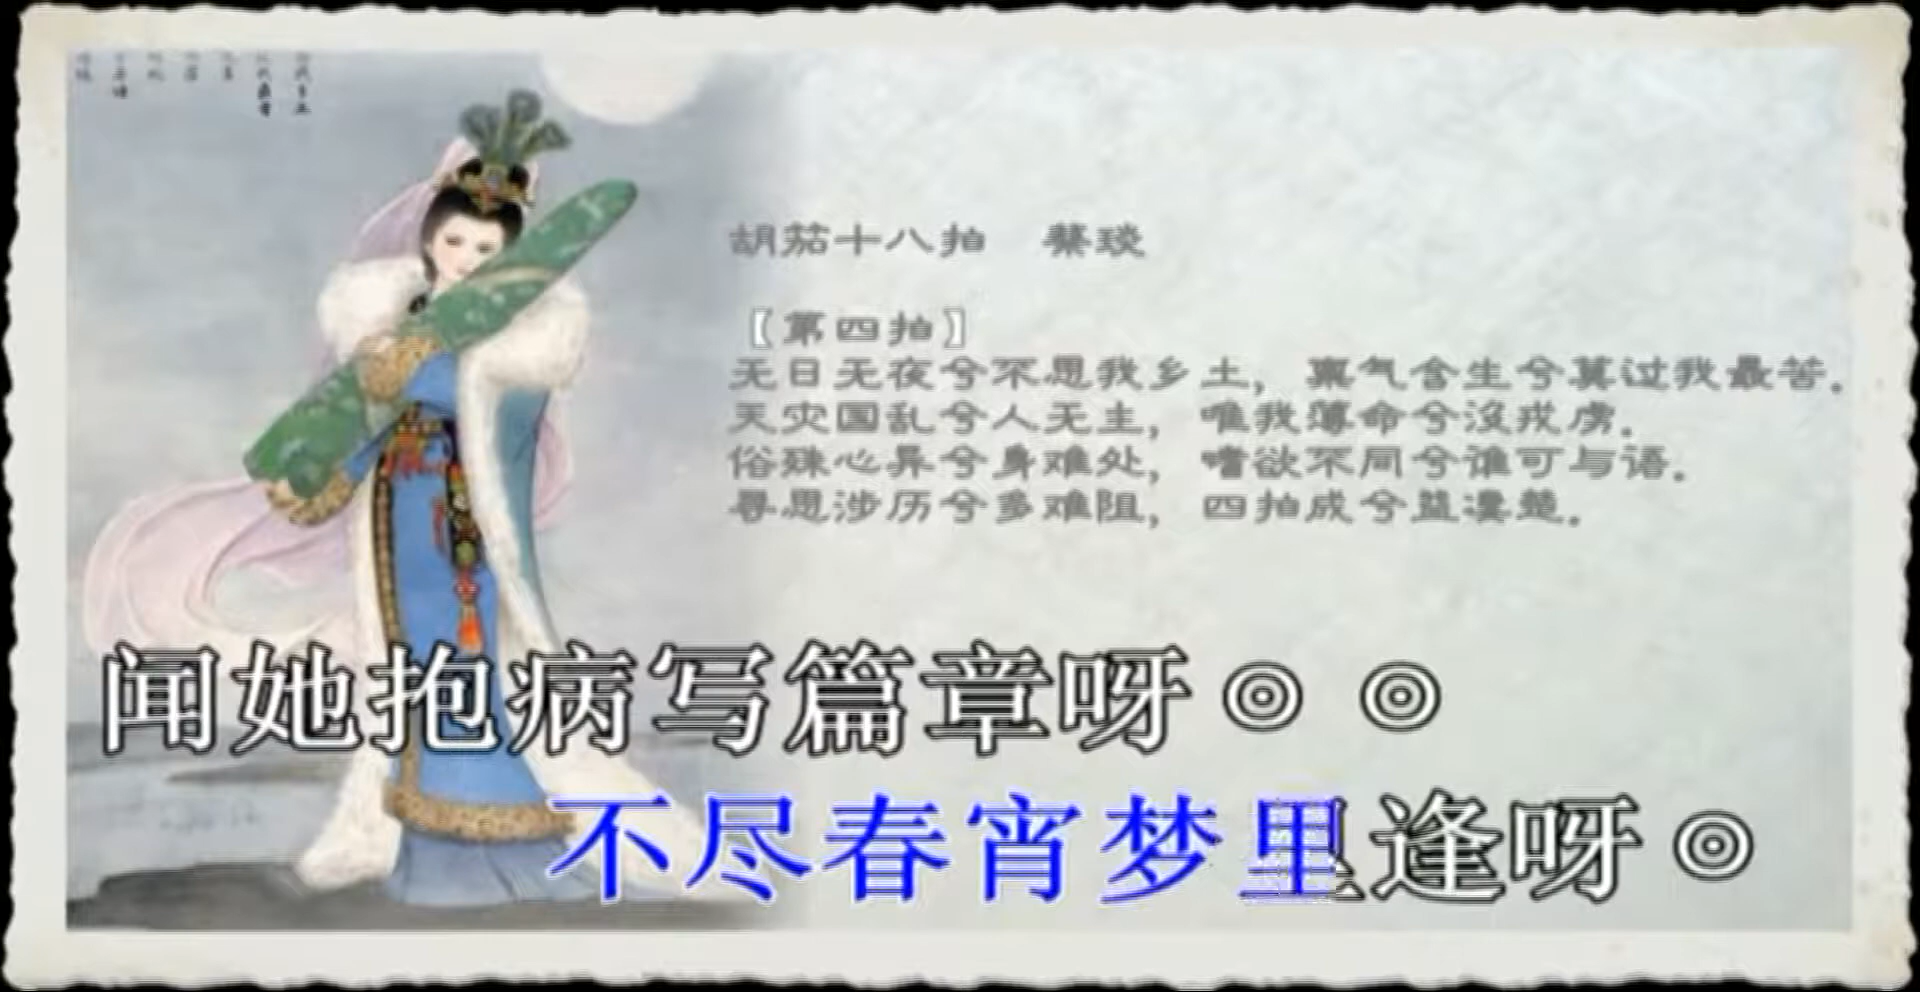 胡笳十八拍　蔡琰
【第四拍】
无日无夜兮不思我乡土，禀气含生兮莫过我最苦。
天灾国乱兮人无主，唯我薄命兮没戎虏。
俗殊心异兮身难处，嗜欲不同兮谁可与语。
寻思涉历兮多难阻，四拍成兮益凄楚。
闻她抱病写篇章呀◎ ◎
不尽春宵梦里逢呀◎